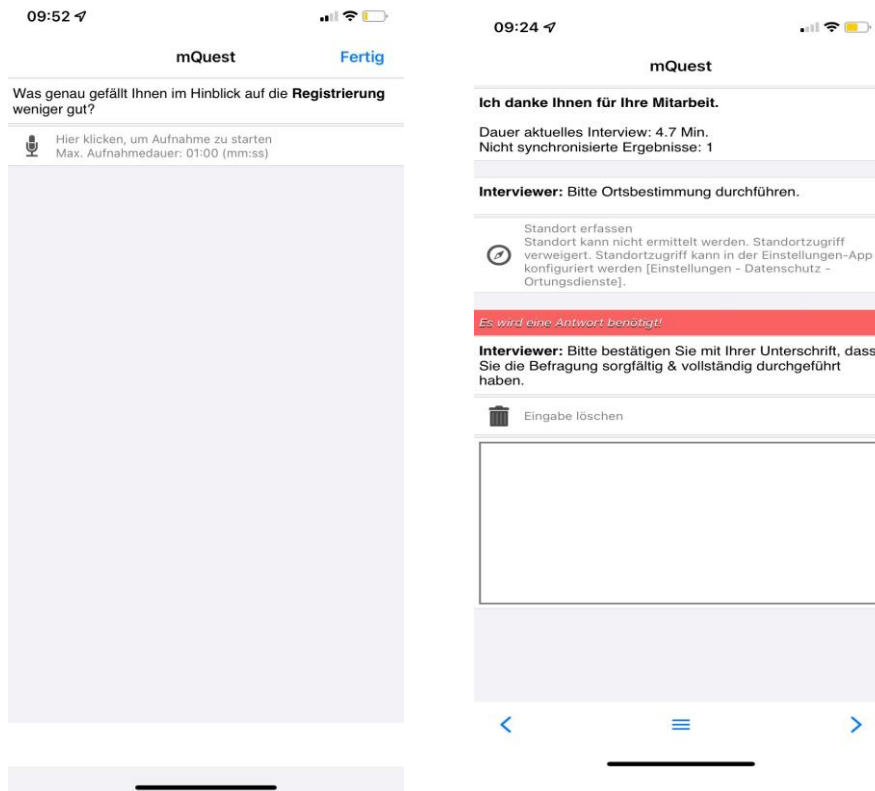 09:52
mQuest
Fertig
Was genau gefällt Ihnen im Hinblick auf die Registrierung
weniger gut?
Hier klicken, um Aufnahme zu starten
Max. Aufnahmedauer: 01:00 (mm:ss)
09:24
mQuest
Ich danke Ihnen für Ihre Mitarbeit.
Dauer aktuelles Interview: 4.7 Min.
Nicht synchronisierte Ergebnisse: 1
Interviewer: Bitte Ortsbestimmung durchführen.
Standort erfassen
Standort kann nicht ermittelt werden. Standortzugriff
verweigert. Standortzugriff kann in der Einstellungen-App
konfiguriert werden [Einstellungen - Datenschutz -
Ortungsdienste].
Es wird eine Antwort benötigt!
Interviewer: Bitte bestätigen Sie mit Ihrer Unterschrift, dass
Sie die Befragung sorgfältig & vollständig durchgeführt
haben.
Eingabe löschen